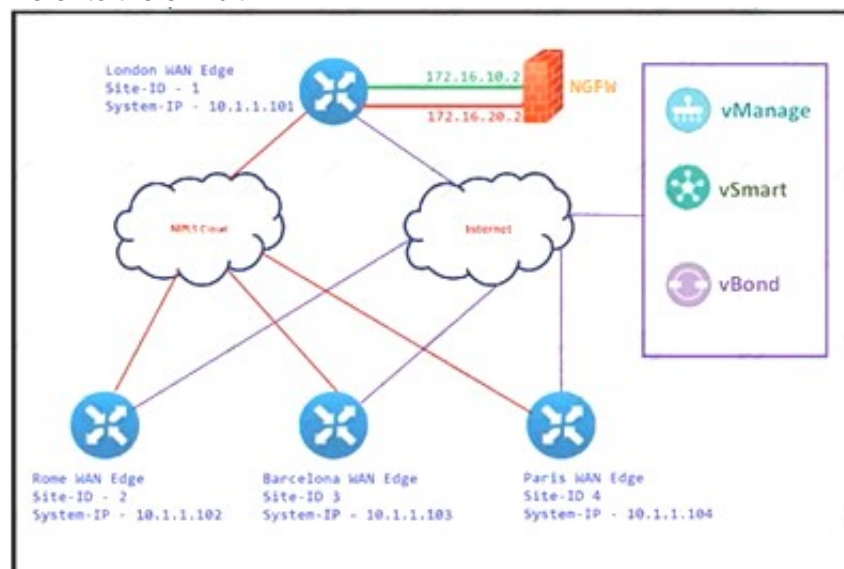 London WAN Edge
Site-ID - 1
System-IP - 10.1.1.101
172.16.10.2
172.16.20.2
NGFW
vManage
vSmart
vBond
MPLS Cloud
Internet
Rome WAN Edge
Site-ID - 2
System-IP - 10.1.1.102
Barcelona WAN Edge
Site-ID 3
System-IP - 10.1.1.103
Paris WAN Edge
Site-ID 4
System-IP - 10.1.1.104